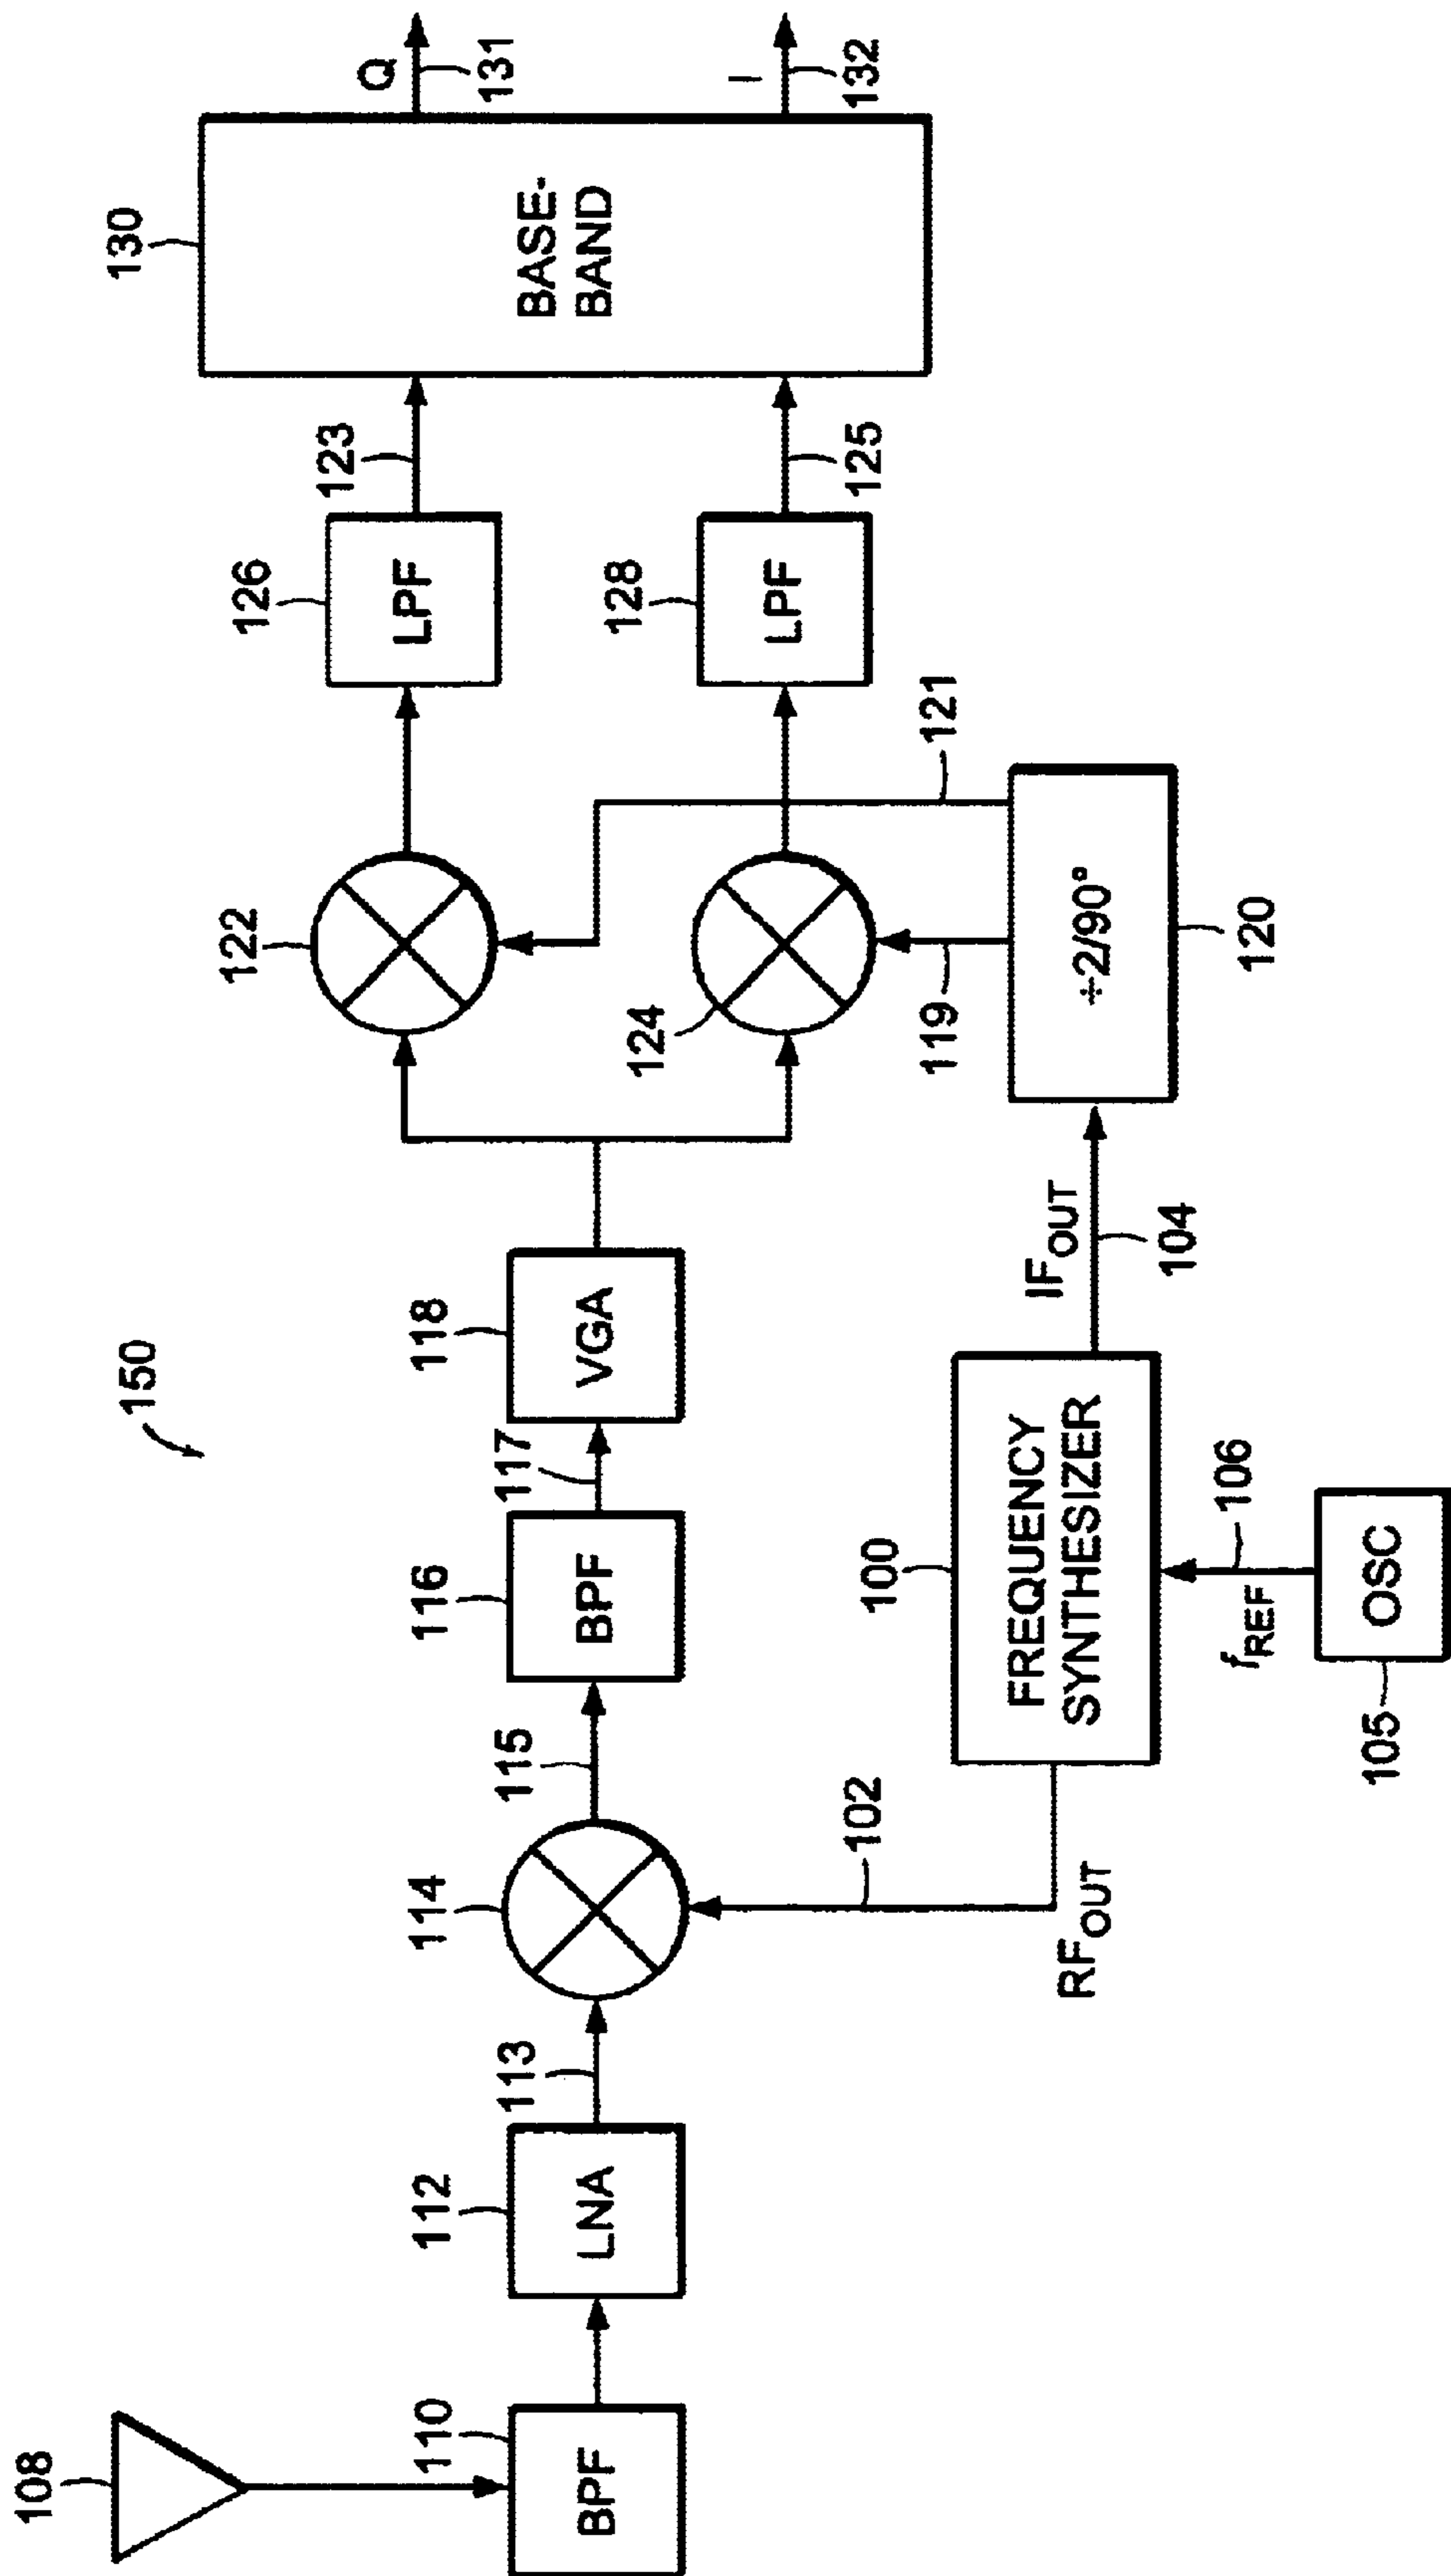 150
108
110
BPF
112
LNA
113
114
115
116
BPF
117
118
VGA
122
124
126
LPF
123
128
LPF
125
130
BASE-
BAND
Q
131
I
132
RF_OUT
102
100
FREQUENCY
SYNTHESIZER
IF_OUT
104
f_REF
106
OSC
105
÷2/90°
120
119
121